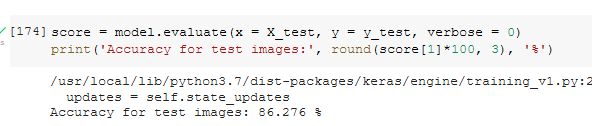 [174] score = model.evaluate(x = X_test, y = y_test, verbose = 0)
print('Accuracy for test images:', round(score[1]*100, 3), '%')
/usr/local/lib/python3.7/dist-packages/keras/engine/training_v1.py:2
updates = self.state_updates
Accuracy for test images: 86.276 %